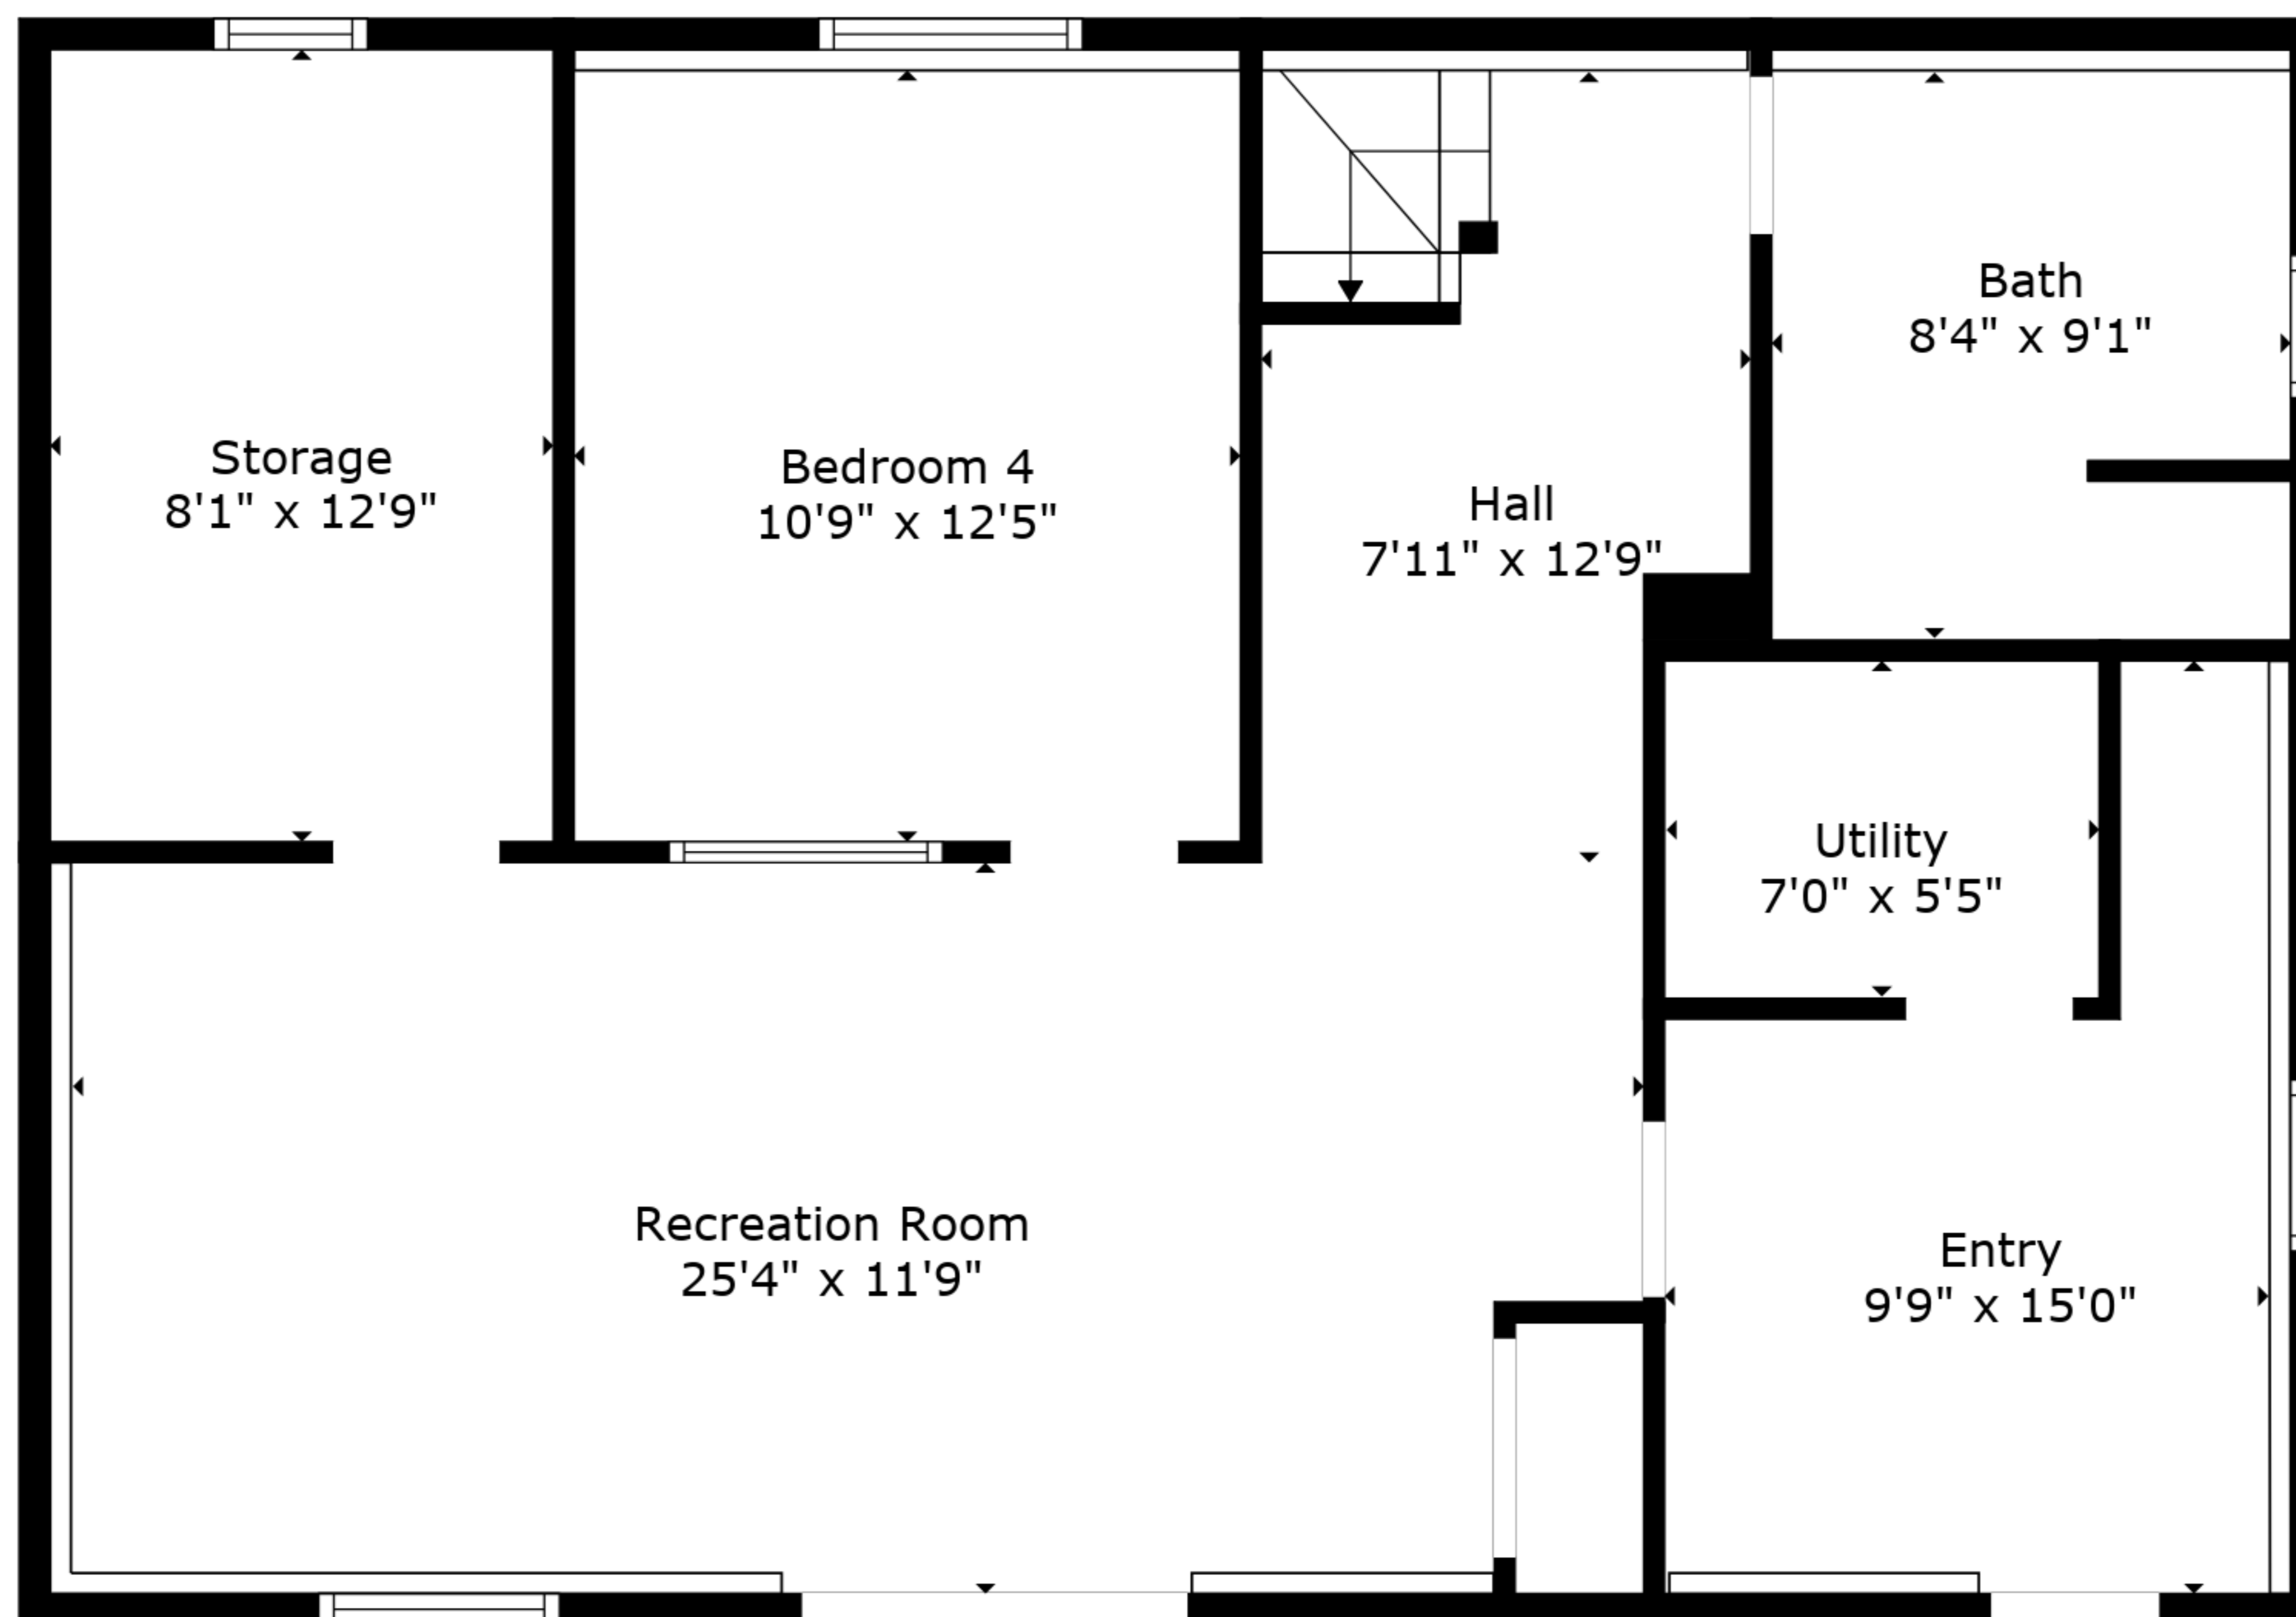 Storage
8'1" x 12'9"
Bedroom 4
10'9" x 12'5"
Hall
7'11" x 12'9"
Bath
8'4" x 9'1"
Utility
7'0" x 5'5"
Recreation Room
25'4" x 11'9"
Entry
9'9" x 15'0"